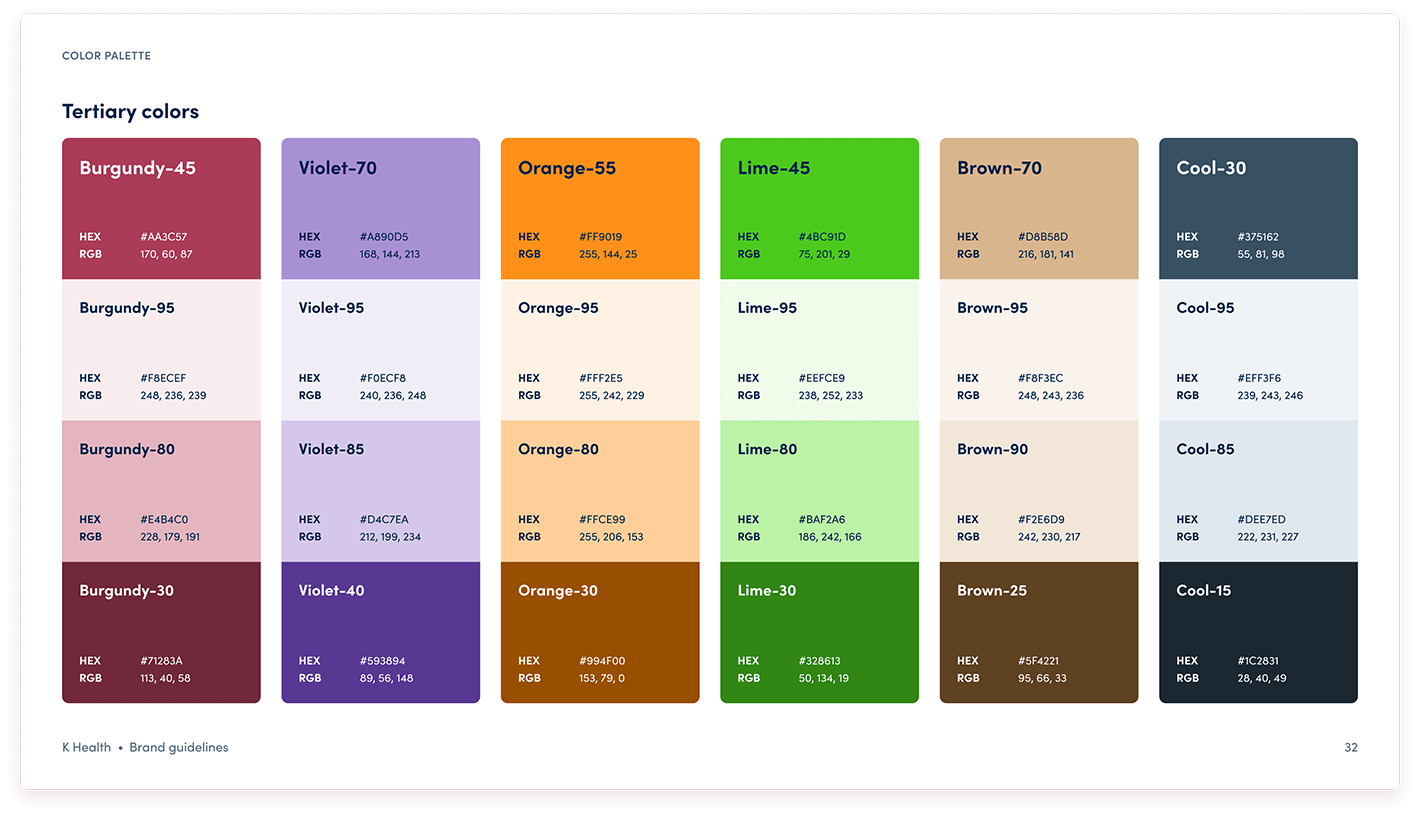 COLOR PALETTE
Tertiary colors
Burgundy-45
HEX #AA3C57
RGB 170, 60, 87
Burgundy-95
HEX #F8ECEF
RGB 248, 236, 239
Burgundy-80
HEX #E4B4C0
RGB 228, 179, 191
Burgundy-30
HEX #71283A
RGB 113, 40, 58
Violet-70
HEX #A890D5
RGB 168, 144, 213
Violet-95
HEX #F0ECF8
RGB 240, 236, 248
Violet-85
HEX #D4C7EA
RGB 212, 199, 234
Violet-40
HEX #593894
RGB 89, 56, 148
Orange-55
HEX #FF9019
RGB 255, 144, 25
Orange-95
HEX #FFF2E5
RGB 255, 242, 229
Orange-80
HEX #FFCE99
RGB 255, 206, 153
Orange-30
HEX #994F00
RGB 153, 79, 0
Lime-45
HEX #4BC91D
RGB 75, 201, 29
Lime-95
HEX #EEFCE9
RGB 238, 252, 233
Lime-80
HEX #BAF2A6
RGB 186, 242, 166
Lime-30
HEX #328613
RGB 50, 134, 19
Brown-70
HEX #D8B58D
RGB 216, 181, 141
Brown-95
HEX #F8F3EC
RGB 248, 243, 236
Brown-90
HEX #F2E6D9
RGB 242, 230, 217
Brown-25
HEX #5F4221
RGB 95, 66, 33
Cool-30
HEX #375162
RGB 55, 81, 98
Cool-95
HEX #EFF3F6
RGB 239, 243, 246
Cool-85
HEX #DEE7ED
RGB 222, 231, 227
Cool-15
HEX #1C2831
RGB 28, 40, 49
K Health • Brand guidelines
32